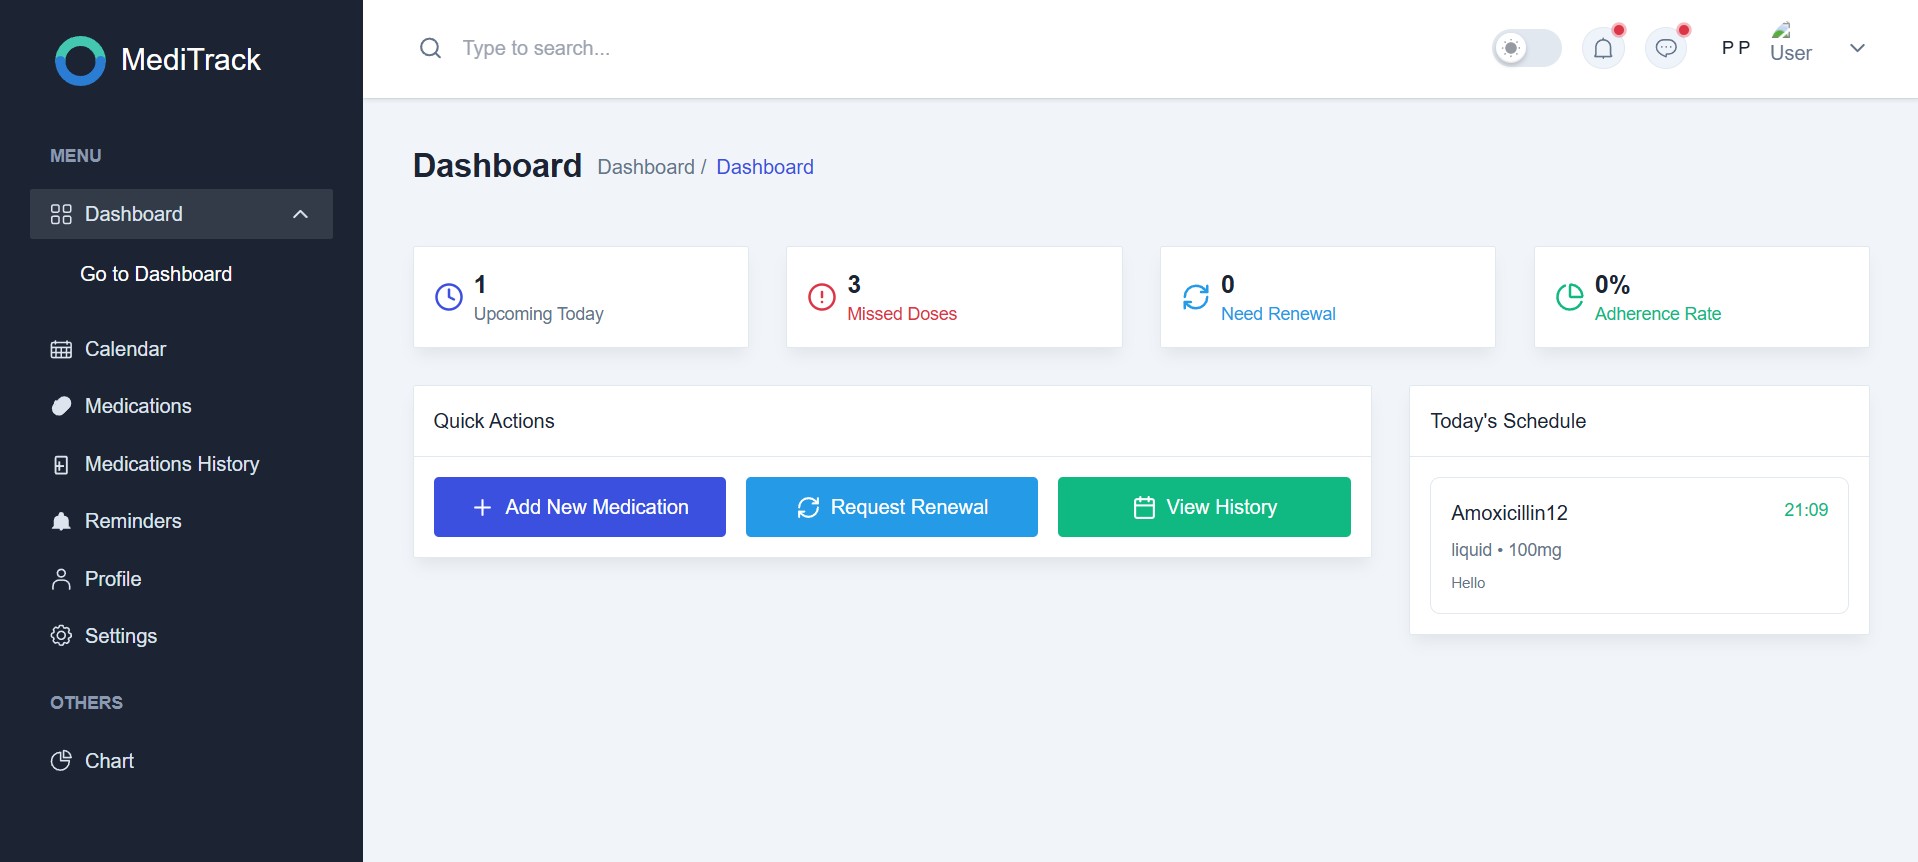 MediTrack
MENU
Dashboard
Go to Dashboard
Calendar
Medications
Medications History
Reminders
Profile
Settings
OTHERS
Chart
Type to search...
P P
User
Dashboard
Dashboard / Dashboard
1
Upcoming Today
3
Missed Doses
0
Need Renewal
0%
Adherence Rate
Quick Actions
Add New Medication
Request Renewal
View History
Today's Schedule
Amoxicillin12
21:09
liquid • 100mg
Hello